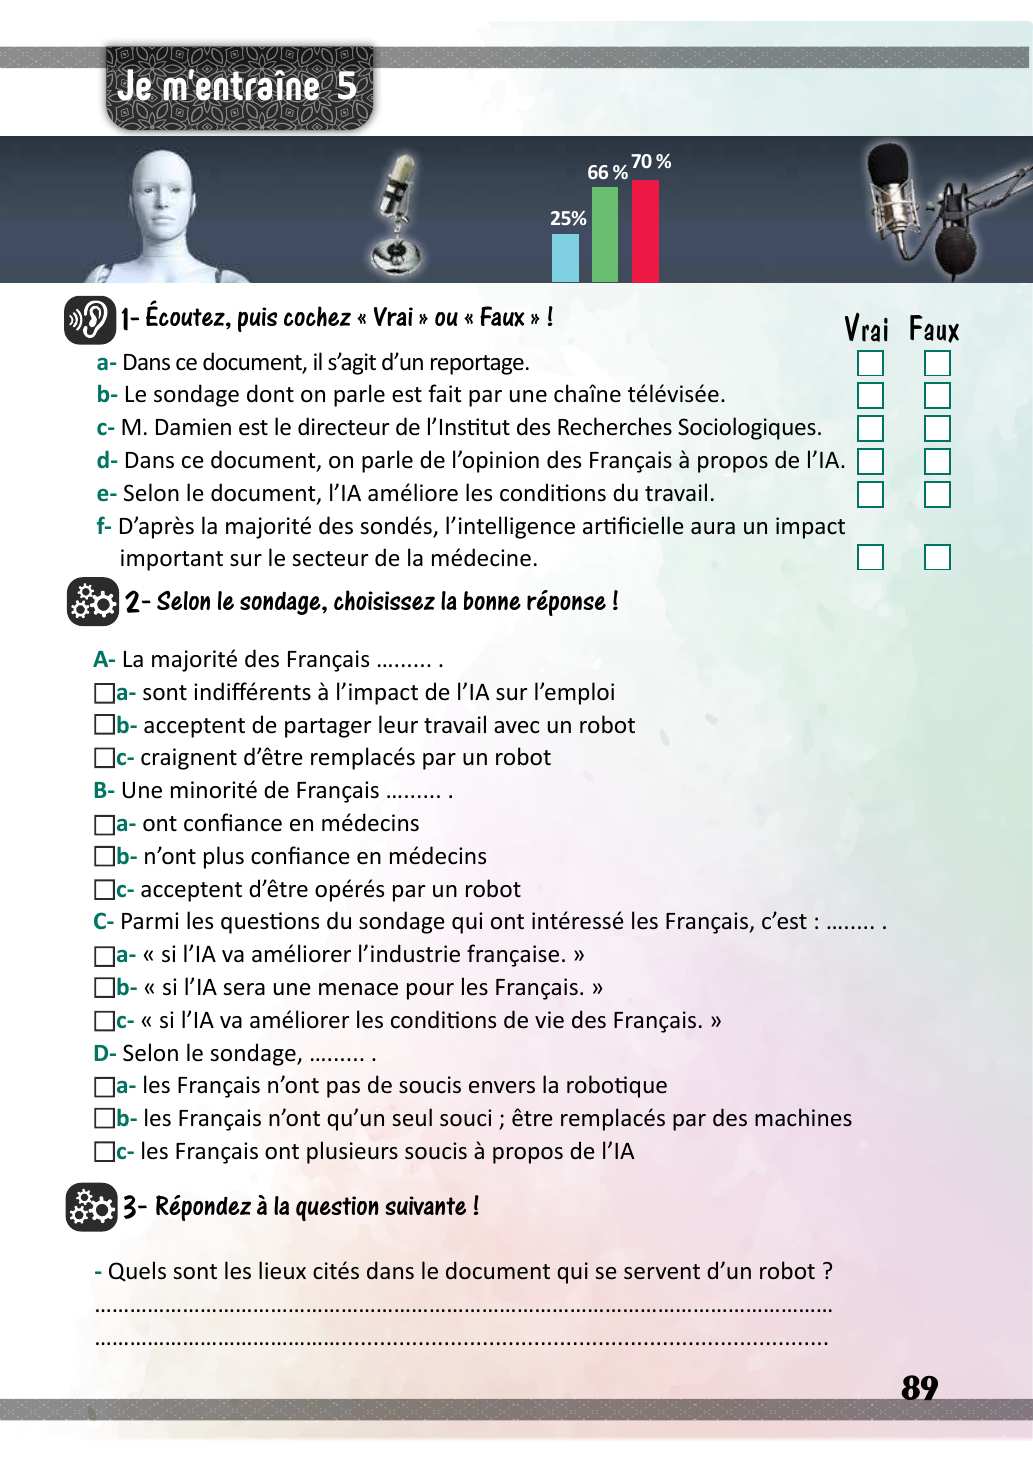 Je m'entraîne 5
25%
66 %
70 %
1- Écoutez, puis cochez « Vrai » ou « Faux » !
Vrai Faux
a- Dans ce document, il s’agit d’un reportage.
b- Le sondage dont on parle est fait par une chaîne télévisée.
c- M. Damien est le directeur de l’Institut des Recherches Sociologiques.
d- Dans ce document, on parle de l’opinion des Français à propos de l’IA.
e- Selon le document, l’IA améliore les conditions du travail.
f- D’après la majorité des sondés, l’intelligence artificielle aura un impact
important sur le secteur de la médecine.
2- Selon le sondage, choisissez la bonne réponse !
A- La majorité des Français ......... .
a- sont indifférents à l’impact de l’IA sur l’emploi
b- acceptent de partager leur travail avec un robot
c- craignent d’être remplacés par un robot
B- Une minorité de Français ......... .
a- ont confiance en médecins
b- n’ont plus confiance en médecins
c- acceptent d’être opérés par un robot
C- Parmi les questions du sondage qui ont intéressé les Français, c’est : ........ .
a- « si l’IA va améliorer l’industrie française. »
b- « si l’IA sera une menace pour les Français. »
c- « si l’IA va améliorer les conditions de vie des Français. »
D- Selon le sondage, ......... .
a- les Français n’ont pas de soucis envers la robotique
b- les Français n’ont qu’un seul souci ; être remplacés par des machines
c- les Français ont plusieurs soucis à propos de l’IA
3- Répondez à la question suivante !
- Quels sont les lieux cités dans le document qui se servent d’un robot ?
................................................................................
................................................................................
89